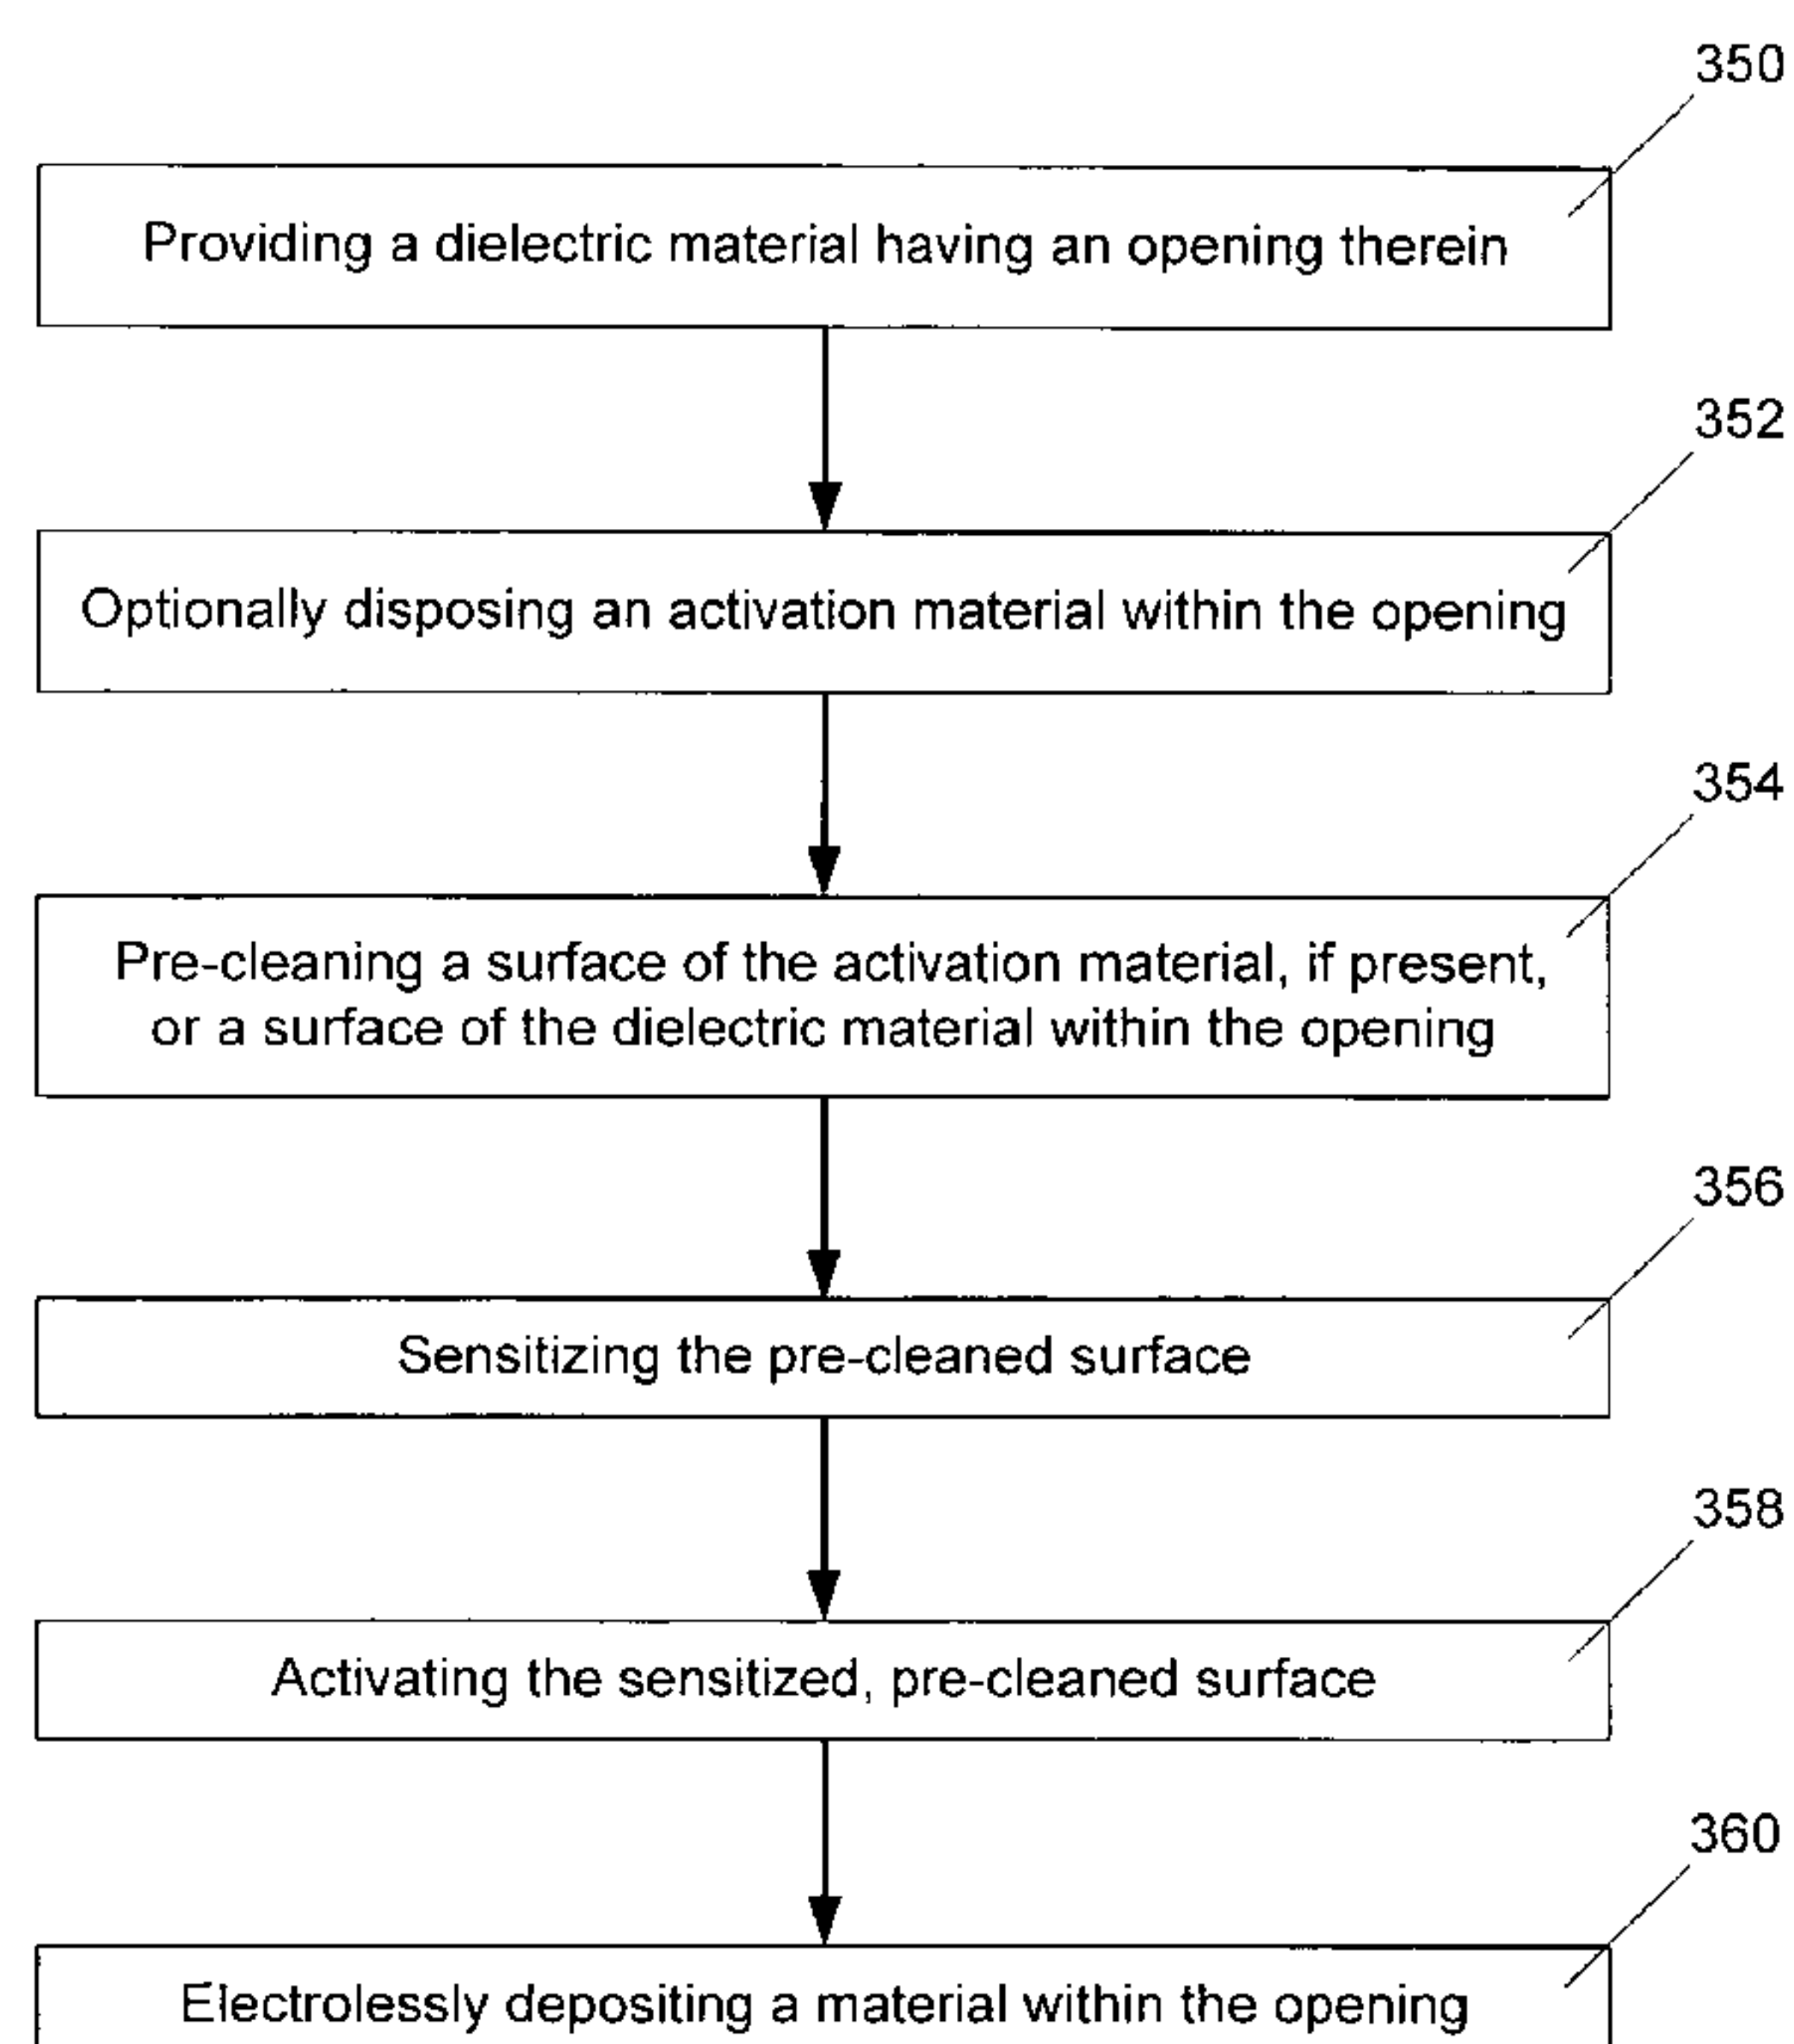 350
Providing a dielectric material having an opening therein
352
Optionally disposing an activation material within the opening
354
Pre-cleaning a surface of the activation material, if present,
or a surface of the dielectric material within the opening
356
Sensitizing the pre-cleaned surface
358
Activating the sensitized, pre-cleaned surface
360
Electrolessly depositing a material within the opening